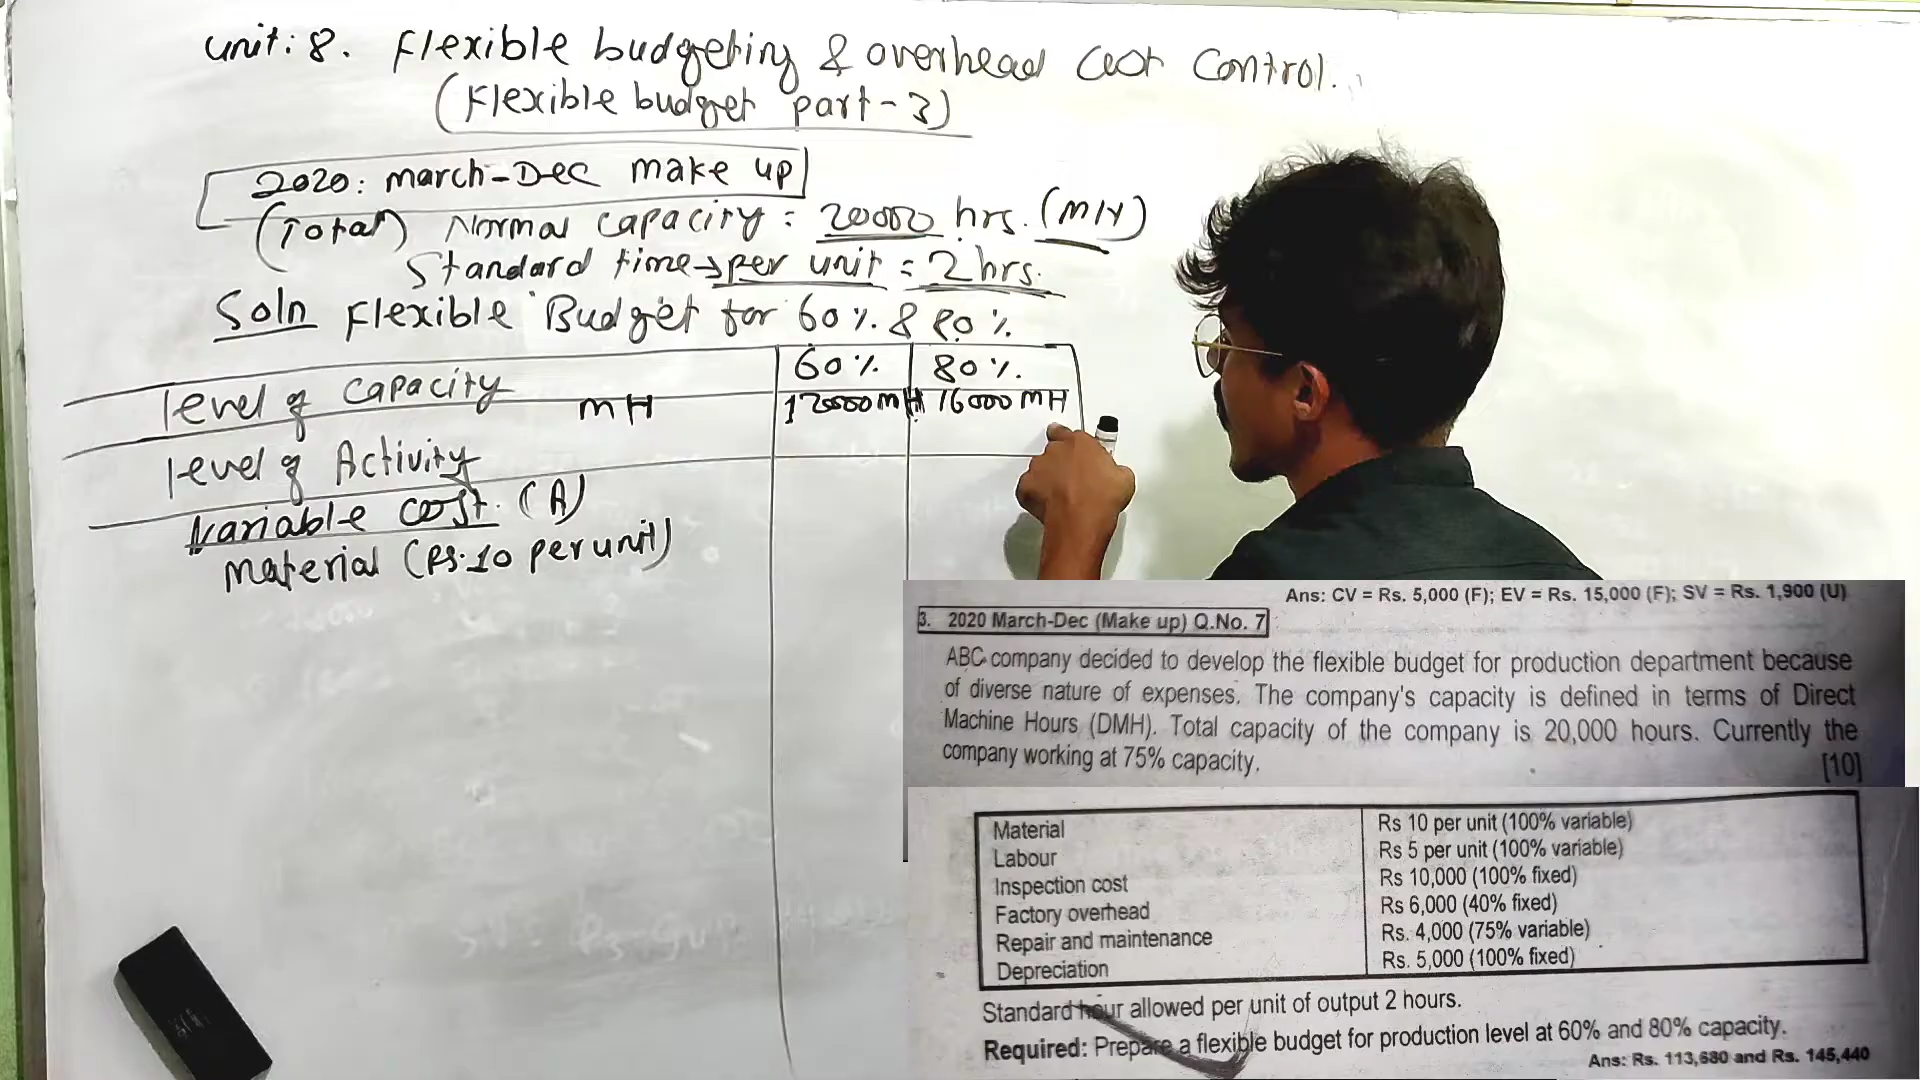 unit: 8. Flexible budgeting & overhead cost control.
(Flexible budget part-3)
2020: march-Dec make up
(Total) Normal capacity = 20000 hrs. (M/H)
Standard time → per unit = 2 hrs.
Soln Flexible Budget for 60% & 80%
level of capacity 60% 80%
MH 12000MH 16000MH
level of Activity
Variable cost. (A)
material (Rs.10 per unit)
Ans: CV = Rs. 5,000 (F); EV = Rs. 15,000 (F); SV = Rs. 1,900 (U)
3. 2020 March-Dec (Make up) Q.No. 7
ABC company decided to develop the flexible budget for production department because
of diverse nature of expenses. The company's capacity is defined in terms of Direct
Machine Hours (DMH). Total capacity of the company is 20,000 hours. Currently the
company working at 75% capacity. [10]
Material Rs 10 per unit (100% variable)
Labour Rs 5 per unit (100% variable)
Inspection cost Rs 10,000 (100% fixed)
Factory overhead Rs 6,000 (40% fixed)
Repair and maintenance Rs. 4,000 (75% variable)
Depreciation Rs. 5,000 (100% fixed)
Standard hour allowed per unit of output 2 hours.
Required: Prepare a flexible budget for production level at 60% and 80% capacity.
Ans: Rs. 113,680 and Rs. 145,440